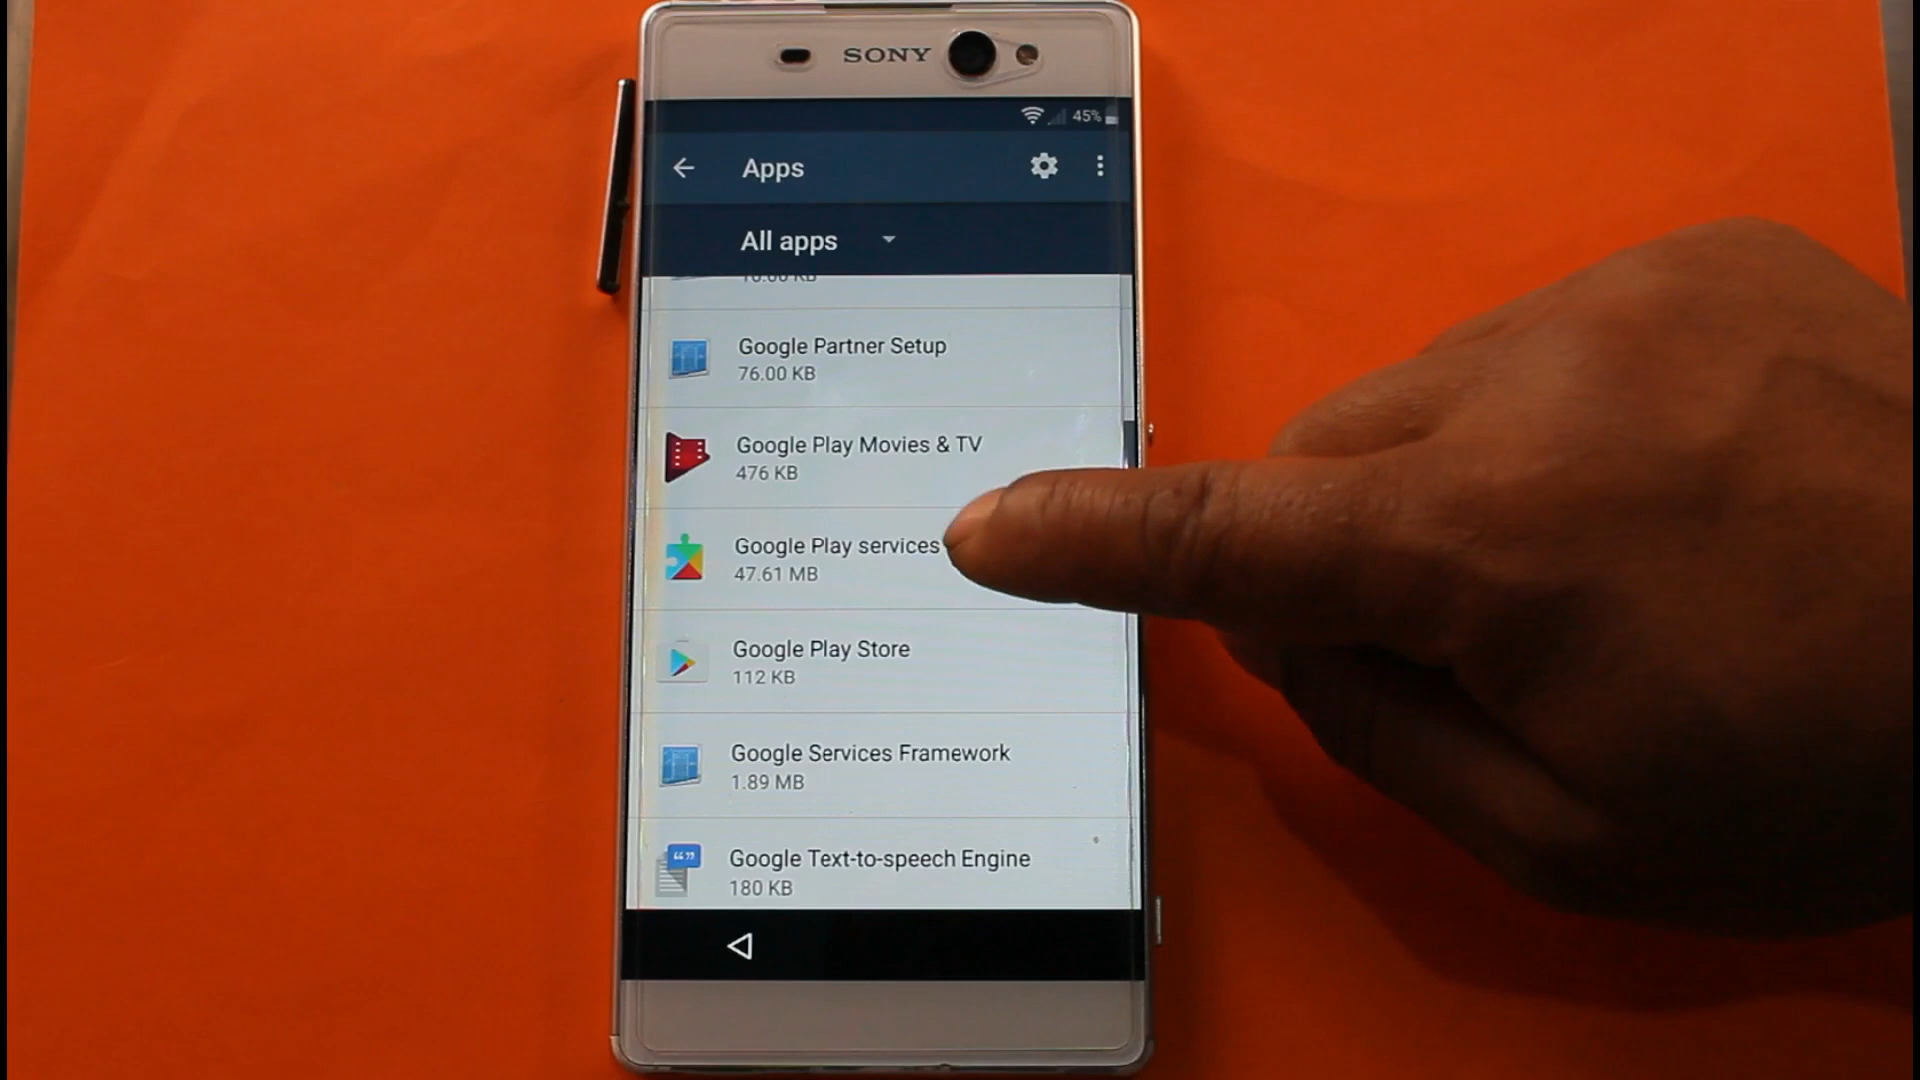 SONY
45%
Apps
All apps
Google Partner Setup
76.00 KB
Google Play Movies & TV
476 KB
Google Play services
47.61 MB
Google Play Store
112 KB
Google Services Framework
1.89 MB
Google Text-to-speech Engine
180 KB